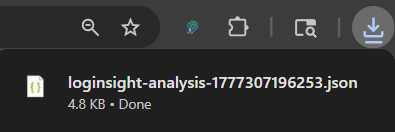 loginsight-analysis-1777307196253.json
4.8 KB • Done